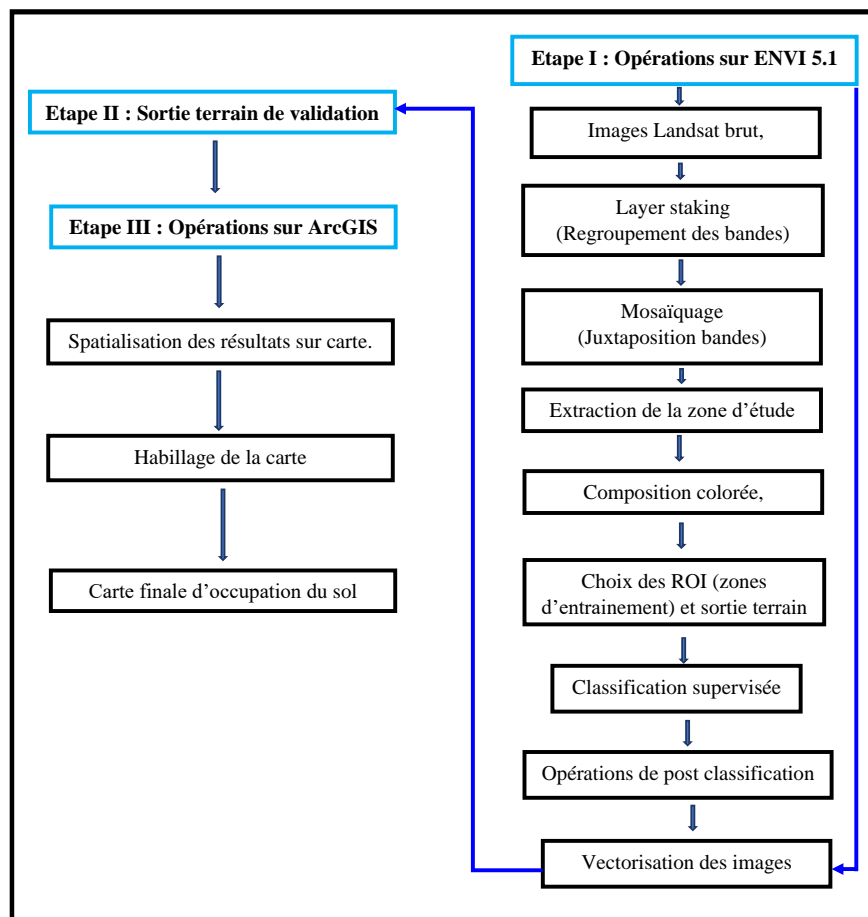 Etape I : Opérations sur ENVI 5.1
Images Landsat brut,
Layer staking
(Regroupement des bandes)
Mosaïquage
(Juxtaposition bandes)
Extraction de la zone d’étude
Composition colorée,
Choix des ROI (zones
d’entrainement) et sortie terrain
Classification supervisée
Opérations de post classification
Vectorisation des images
Etape II : Sortie terrain de validation
Etape III : Opérations sur ArcGIS
Spatialisation des résultats sur carte.
Habillage de la carte
Carte finale d’occupation du sol